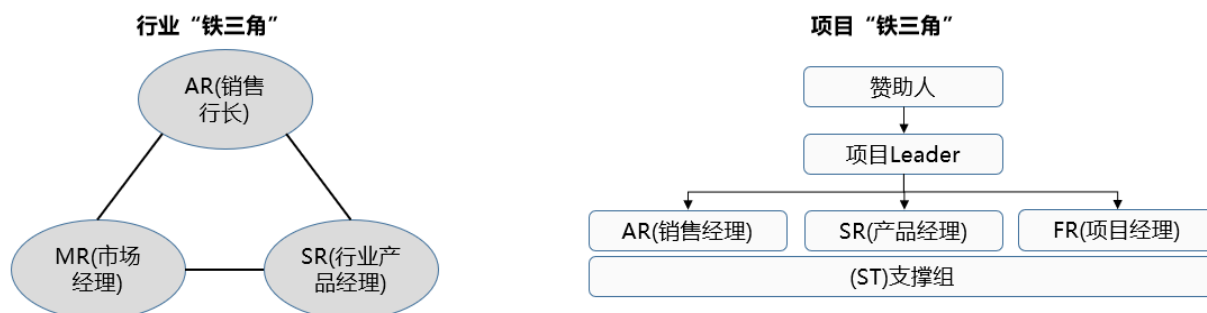 行业“铁三角”
AR(销售
行长)
MR(市场
经理)
SR(行业产
品经理)
项目“铁三角”
赞助人
项目Leader
AR(销售经理)
SR(产品经理)
FR(项目经理)
(ST)支撑组